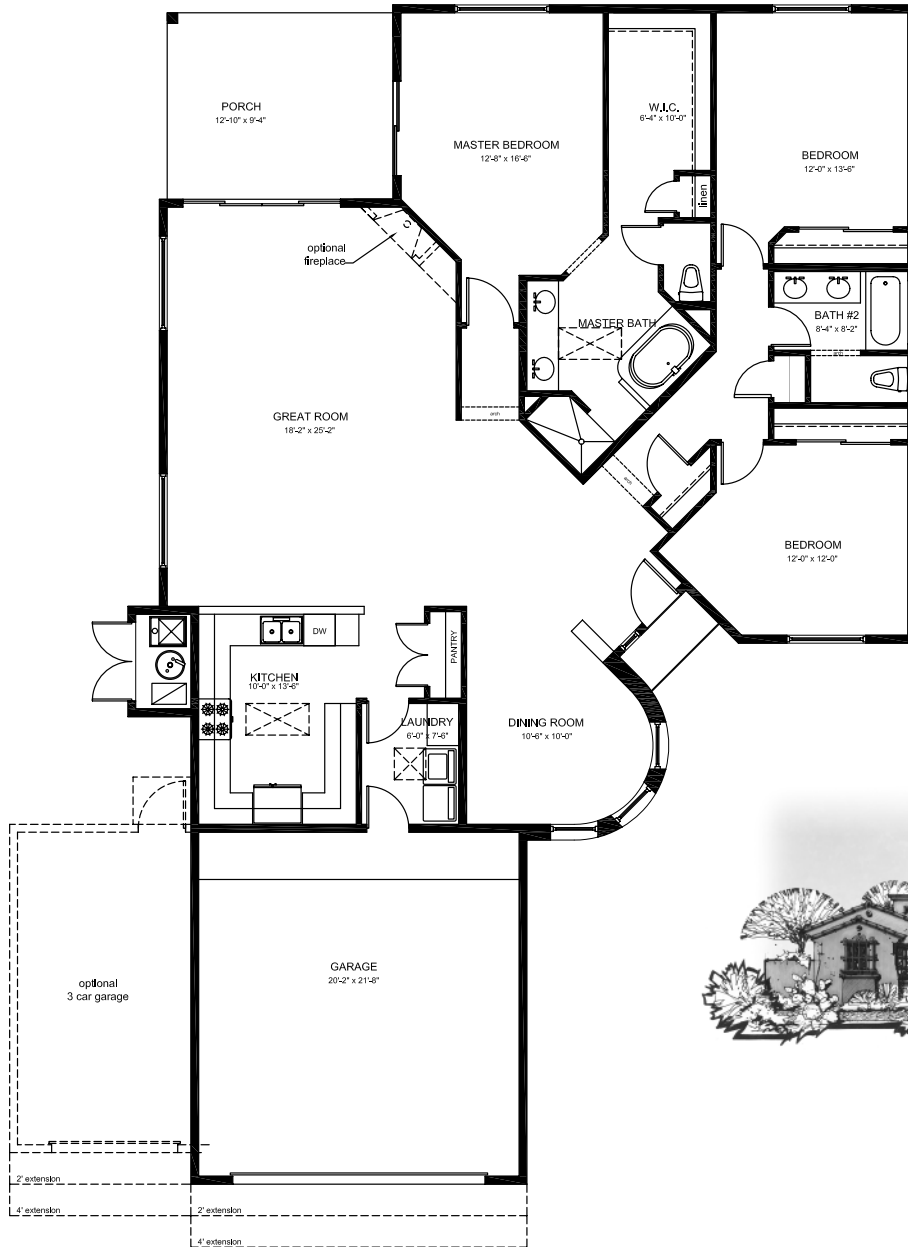 PORCH
12'-10" x 9'-4"
MASTER BEDROOM
12'-8" x 16'-6"
W.I.C.
6'-4" x 10'-0"
BEDROOM
12'-0" x 13'-6"
linen
optional
fireplace
MASTER BATH
BATH #2
8'-4" x 8'-2"
arch
GREAT ROOM
18'-2" x 25'-2"
arch
arch
BEDROOM
12'-0" x 12'-0"
DW
PANTRY
KITCHEN
10'-0" x 13'-6"
LAUNDRY
6'-0" x 7'-6"
DINING ROOM
10'-6" x 10'-0"
GARAGE
20'-2" x 21'-8"
optional
3 car garage
2' extension
4' extension
2' extension
4' extension